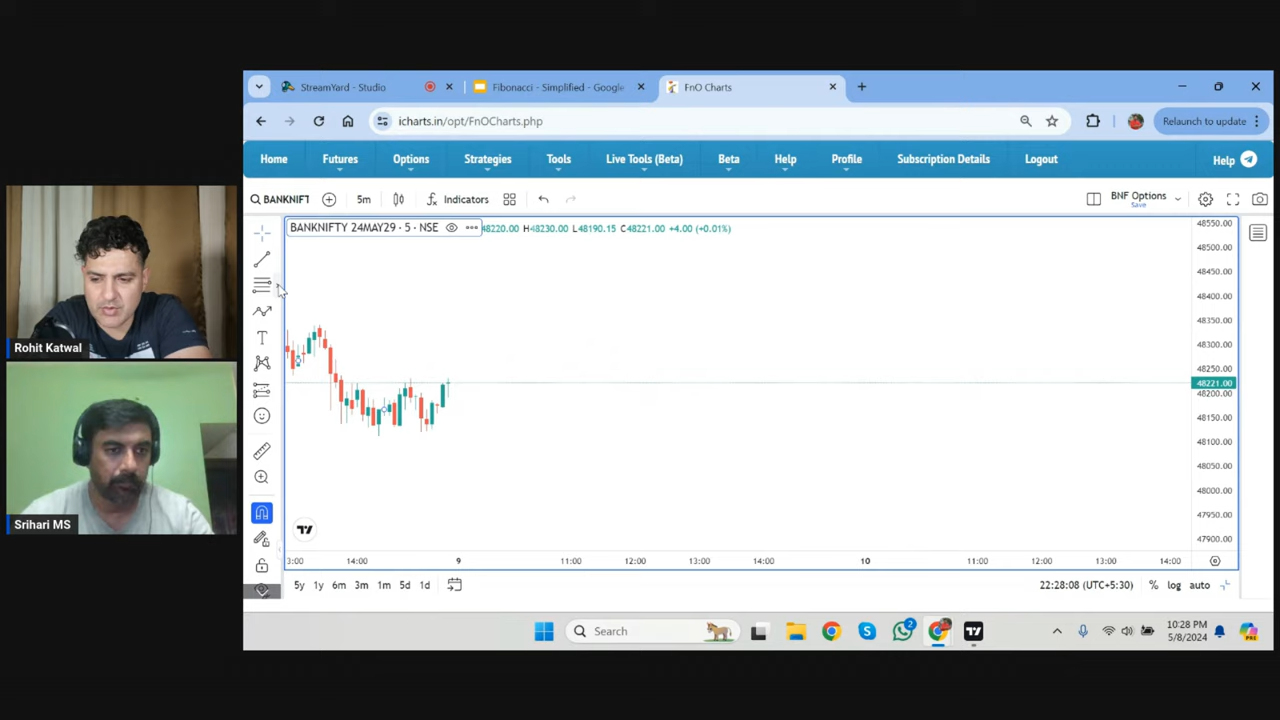 StreamYard - Studio
Fibonacci - Simplified - Google
FnO Charts
icharts.in/opt/FnOCharts.php
Relaunch to update
Home
Futures
Options
Strategies
Tools
Live Tools (Beta)
Beta
Help
Profile
Subscription Details
Logout
Help
BANKNIFT
5m
Indicators
BNF Options
Save
BANKNIFTY 24MAY29 · 5 · NSE
48220.00 H48230.00 L48190.15 C48221.00 +4.00 (+0.01%)
48550.00
48500.00
48450.00
48400.00
48350.00
48300.00
48250.00
48221.00
48200.00
48150.00
48100.00
48050.00
48000.00
47950.00
47900.00
Rohit Katwal
Srihari MS
3:00
14:00
9
11:00
12:00
13:00
14:00
10
11:00
12:00
13:00
14:00
5y
1y
6m
3m
1m
5d
1d
22:28:08 (UTC+5:30)
%
log
auto
Search
2
10:28 PM
5/8/2024